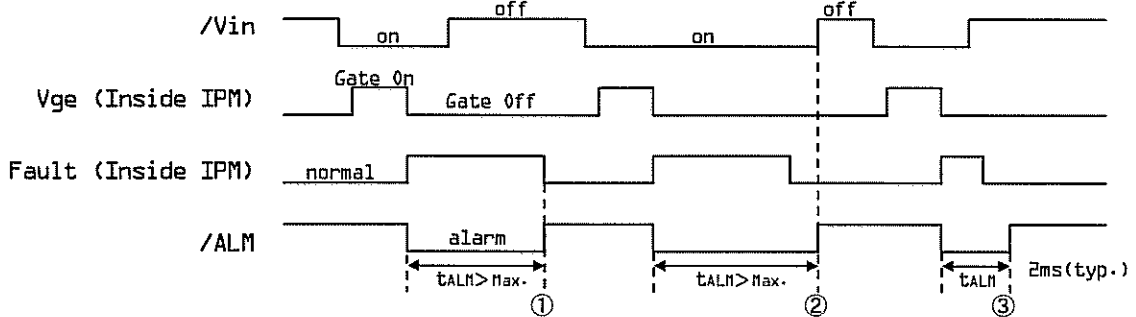 off
off
/Vin
on
on
Gate On
Vge (Inside IPM)
Gate Off
Fault (Inside IPM)
normal
/ALM
alarm
tALM> Max.
tALM> Max.
tALM
2ms(typ.)
①
②
③